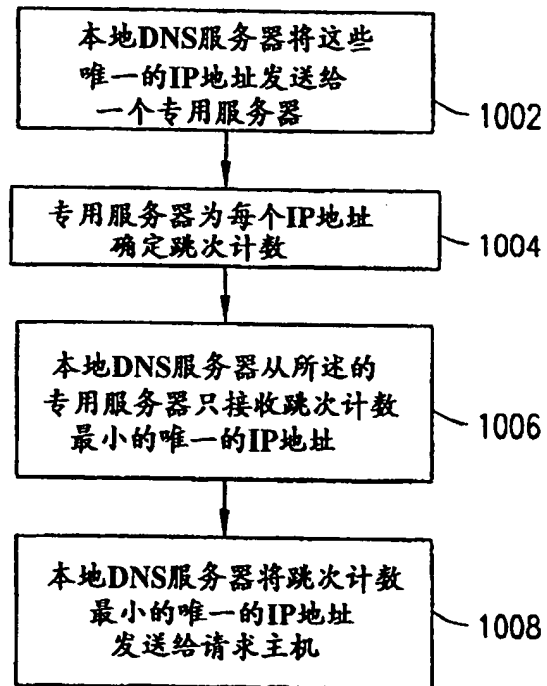 本地DNS服务器将这些
唯一的IP地址发送给
一个专用服务器
1002
专用服务器为每个IP地址
确定跳次计数
1004
本地DNS服务器从所述的
专用服务器只接收跳次计数
最小的唯一的IP地址
1006
本地DNS服务器将跳次计数
最小的唯一的IP地址
发送给请求主机
1008